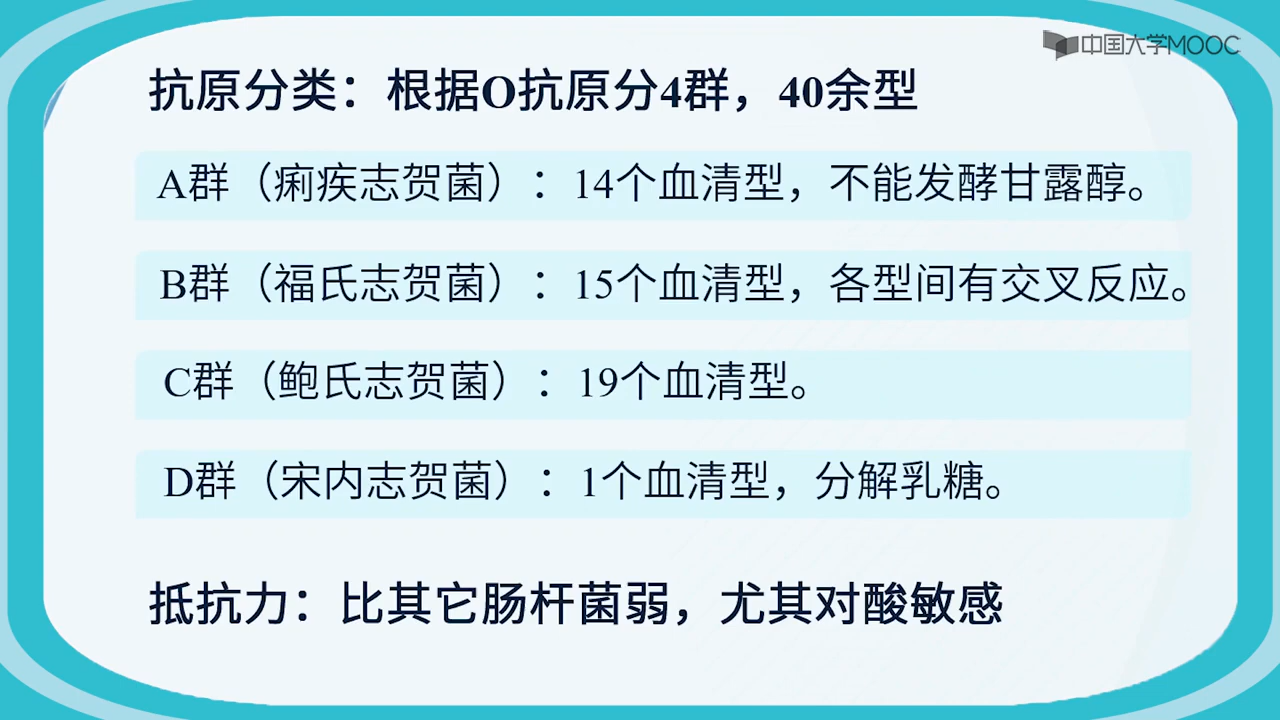 中国大学MOOC
抗原分类：根据O抗原分4群，40余型
A群（痢疾志贺菌）：14个血清型，不能发酵甘露醇。
B群（福氏志贺菌）：15个血清型，各型间有交叉反应。
C群（鲍氏志贺菌）：19个血清型。
D群（宋内志贺菌）：1个血清型，分解乳糖。
抵抗力：比其它肠杆菌弱，尤其对酸敏感